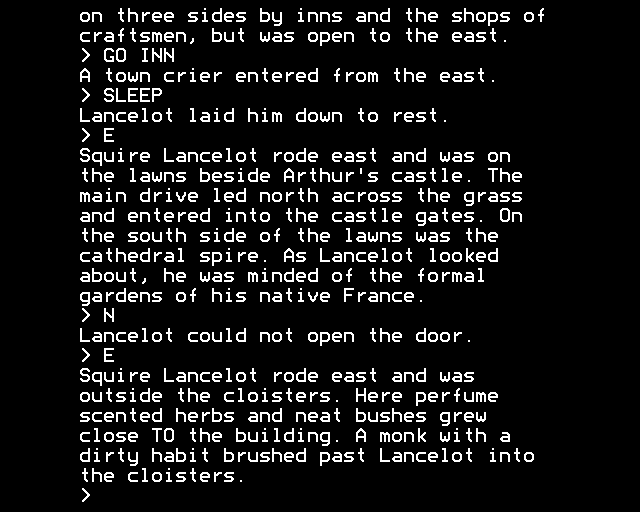 on three sides by inns and the shops of
craftsmen, but was open to the east.
> GO INN
A town crier entered from the east.
> SLEEP
Lancelot laid him down to rest.
> E
Squire Lancelot rode east and was on
the lawns beside Arthur's castle. The
main drive led north across the grass
and entered into the castle gates. On
the south side of the lawns was the
cathedral spire. As Lancelot looked
about, he was minded of the formal
gardens of his native France.
> N
Lancelot could not open the door.
> E
Squire Lancelot rode east and was
outside the cloisters. Here perfume
scented herbs and neat bushes grew
close TO the building. A monk with a
dirty habit brushed past Lancelot into
the cloisters.
>